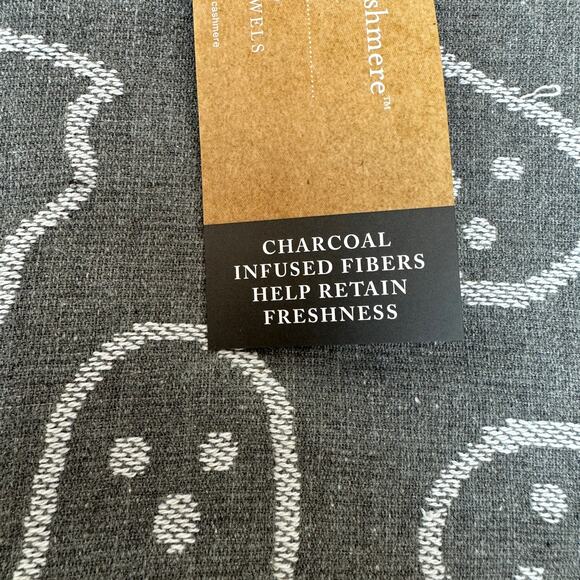 shmere™
WELS
cashmere
CHARCOAL
INFUSED FIBERS
HELP RETAIN
FRESHNESS